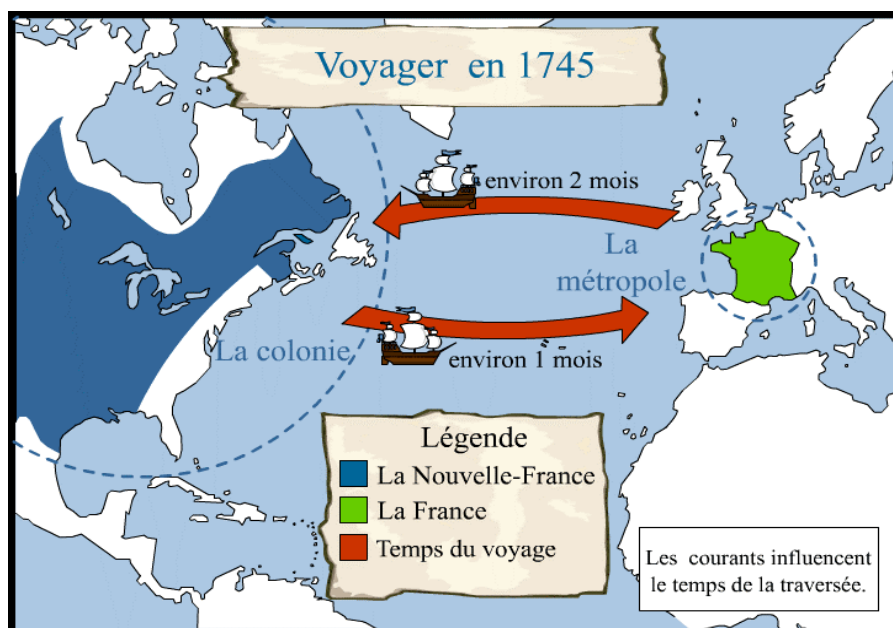 Voyager en 1745
environ 2 mois
La
métropole
La colonie
environ 1 mois
Légende
La Nouvelle-France
La France
Temps du voyage
Les courants influencent
le temps de la traversée.